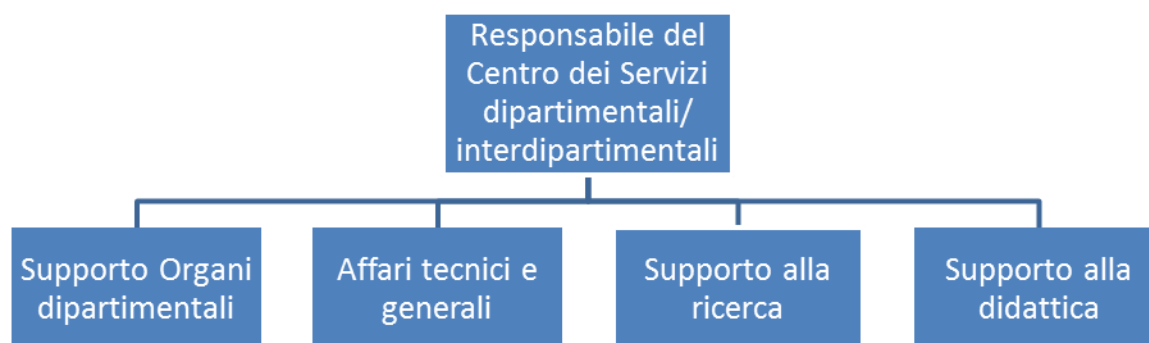 Responsabile del
Centro dei Servizi
dipartimentali/
interdipartimentali
Supporto Organi
dipartimentali
Affari tecnici e
generali
Supporto alla
ricerca
Supporto alla
didattica